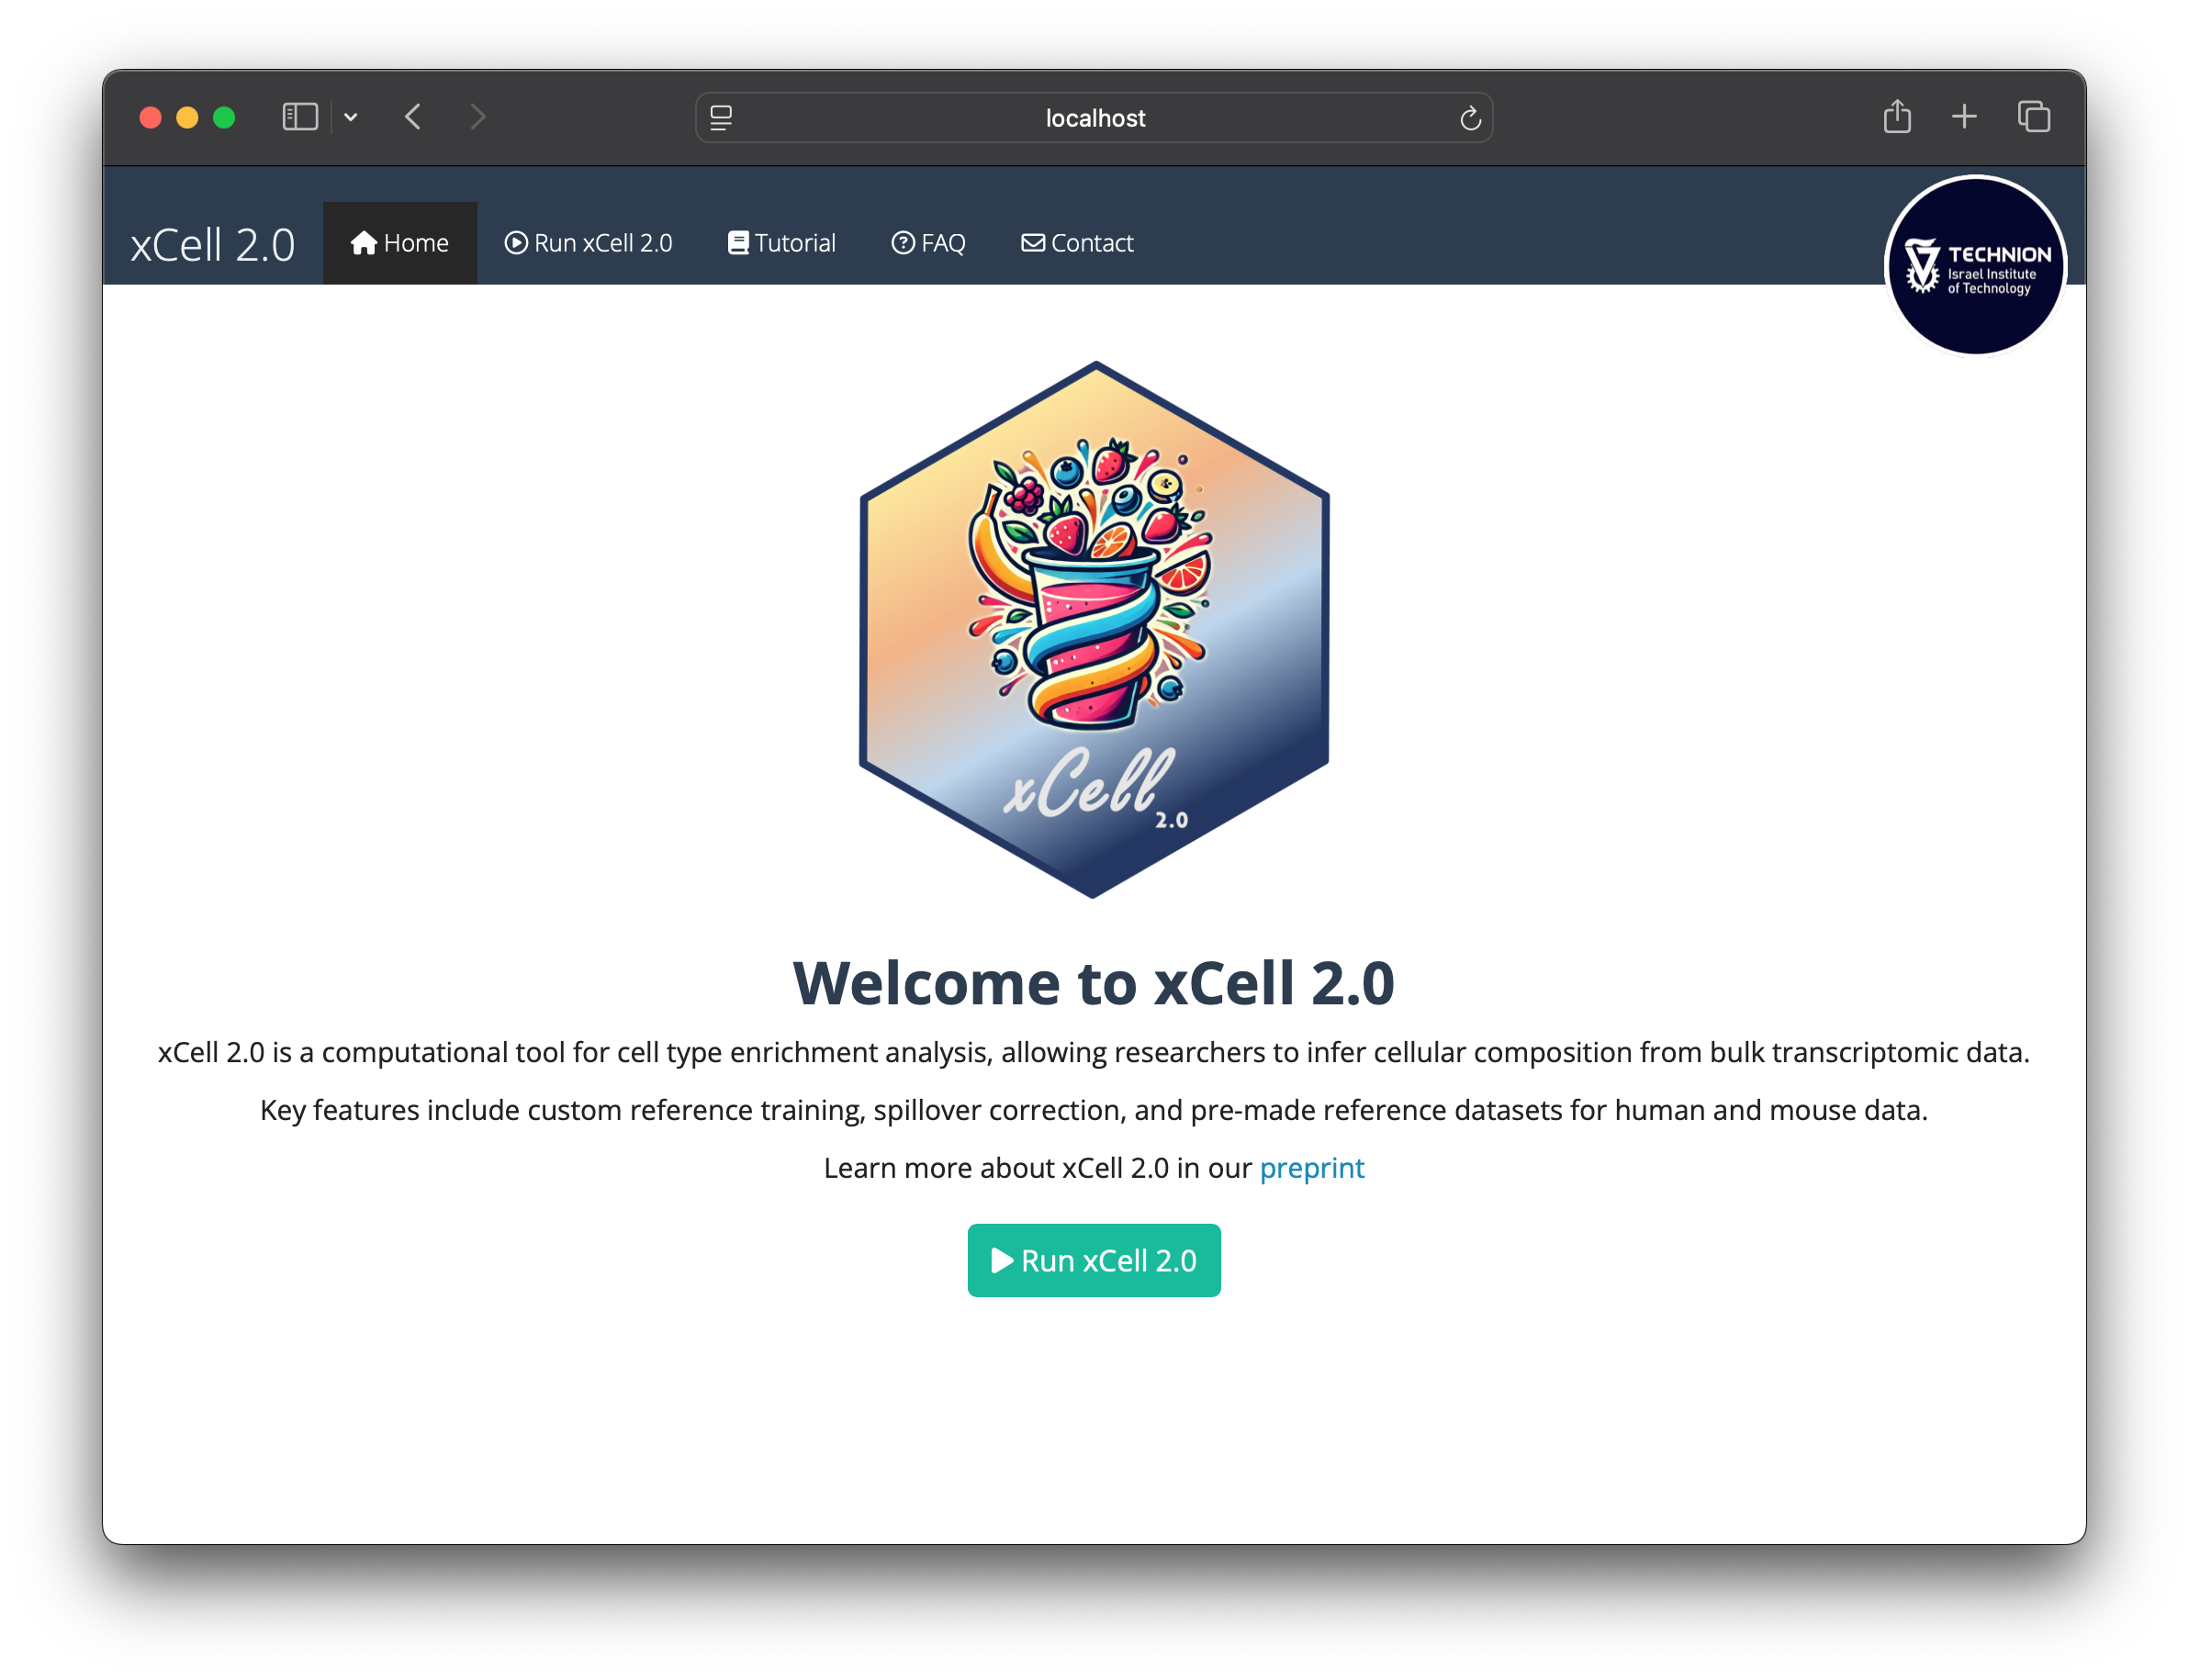 localhost
xCell 2.0 Home Run xCell 2.0 Tutorial FAQ Contact
TECHNION
Israel Institute
of Technology
xCell
2.0
Welcome to xCell 2.0
xCell 2.0 is a computational tool for cell type enrichment analysis, allowing researchers to infer cellular composition from bulk transcriptomic data.
Key features include custom reference training, spillover correction, and pre-made reference datasets for human and mouse data.
Learn more about xCell 2.0 in our preprint
Run xCell 2.0